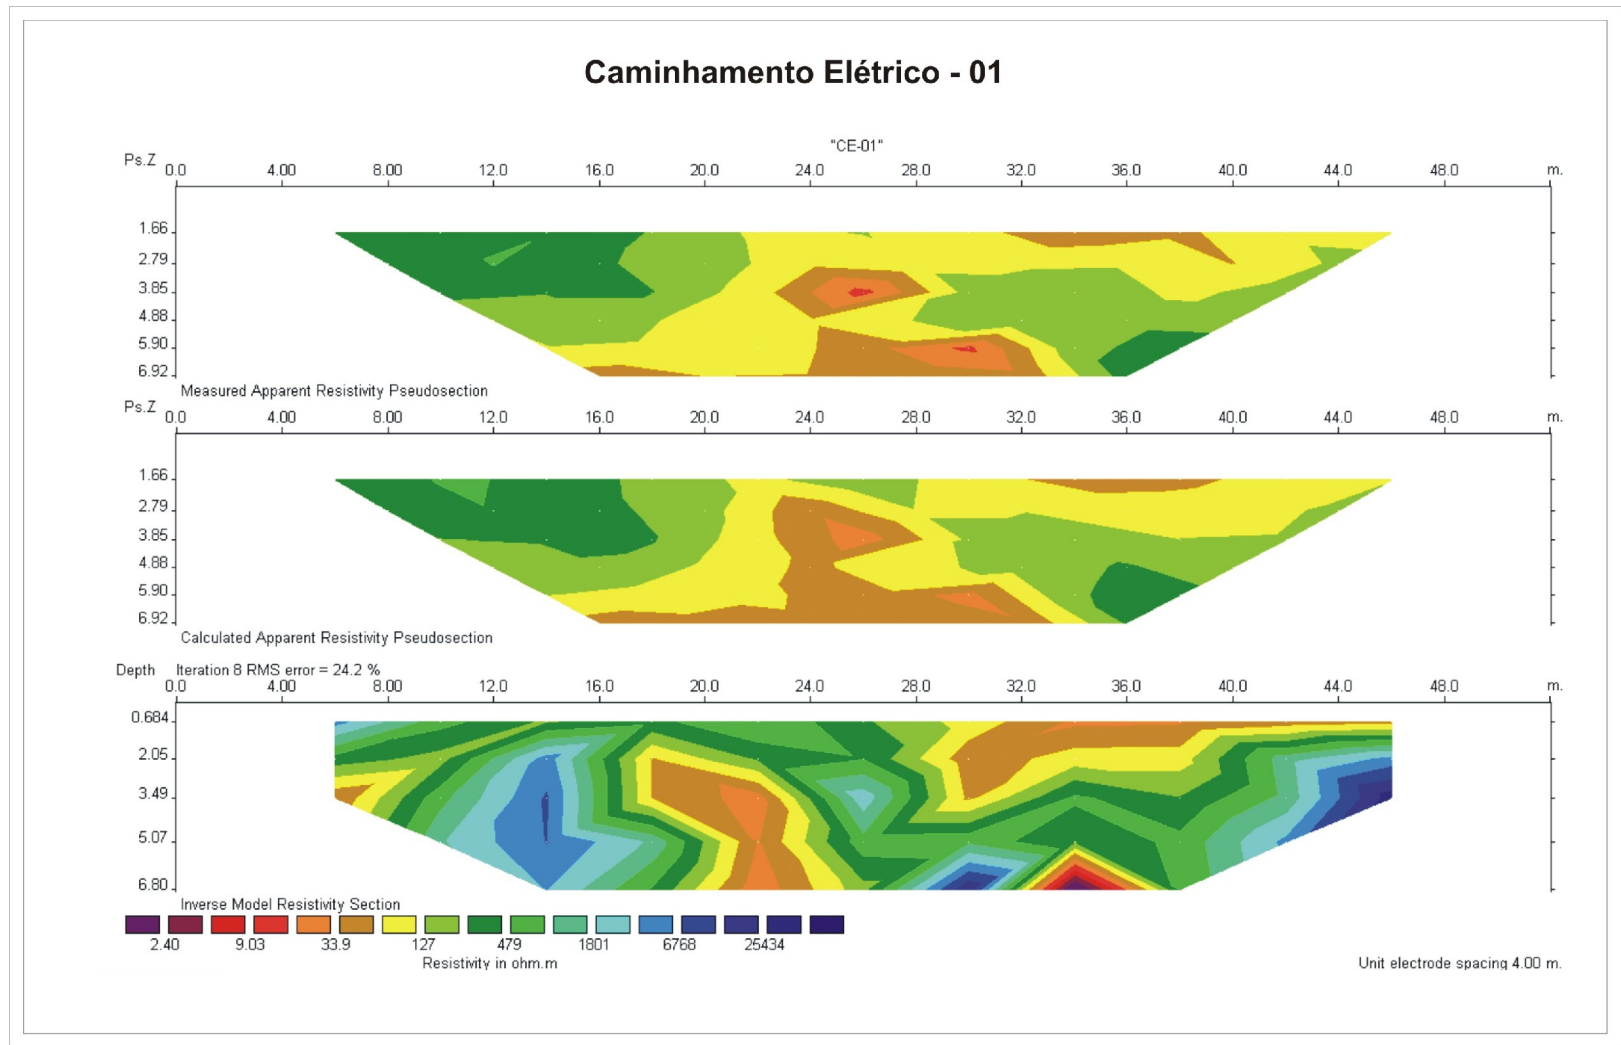 Caminhamento Elétrico - 01
"CE-01"
Ps.Z 0.0 4.00 8.00 12.0 16.0 20.0 24.0 28.0 32.0 36.0 40.0 44.0 48.0 m.
1.66
2.79
3.85
4.88
5.90
6.92
Measured Apparent Resistivity Pseudosection
Ps.Z 0.0 4.00 8.00 12.0 16.0 20.0 24.0 28.0 32.0 36.0 40.0 44.0 48.0 m.
1.66
2.79
3.85
4.88
5.90
6.92
Calculated Apparent Resistivity Pseudosection
Depth Iteration 8 RMS error = 24.2 %
0.0 4.00 8.00 12.0 16.0 20.0 24.0 28.0 32.0 36.0 40.0 44.0 48.0 m.
0.684
2.05
3.49
5.07
6.80
Inverse Model Resistivity Section
2.40 9.03 33.9 127 479 1801 6768 25434
Resistivity in ohm.m
Unit electrode spacing 4.00 m.